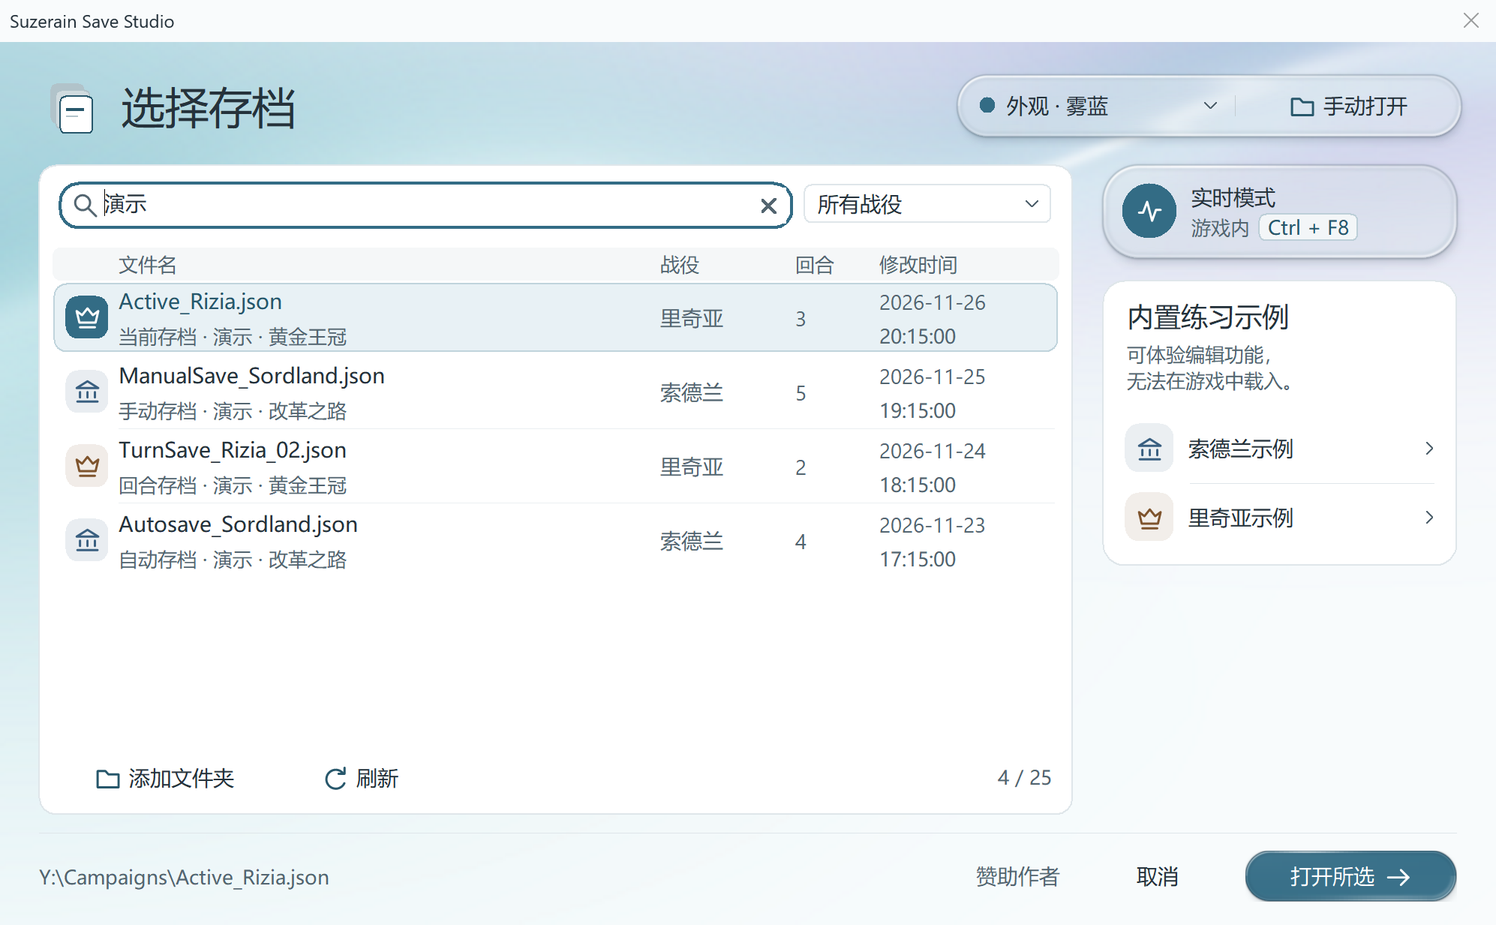 Suzerain Save Studio
选择存档
外观 · 雾蓝
手动打开
演示
所有战役
实时模式
游戏内 Ctrl + F8
文件名 战役 回合 修改时间
Active_Rizia.json
当前存档 · 演示 · 黄金王冠
里奇亚
3
2026-11-26
20:15:00
ManualSave_Sordland.json
手动存档 · 演示 · 改革之路
索德兰
5
2026-11-25
19:15:00
TurnSave_Rizia_02.json
回合存档 · 演示 · 黄金王冠
里奇亚
2
2026-11-24
18:15:00
Autosave_Sordland.json
自动存档 · 演示 · 改革之路
索德兰
4
2026-11-23
17:15:00
添加文件夹
刷新
4 / 25
内置练习示例
可体验编辑功能，
无法在游戏中载入。
索德兰示例
里奇亚示例
Y:\Campaigns\Active_Rizia.json
赞助作者
取消
打开所选